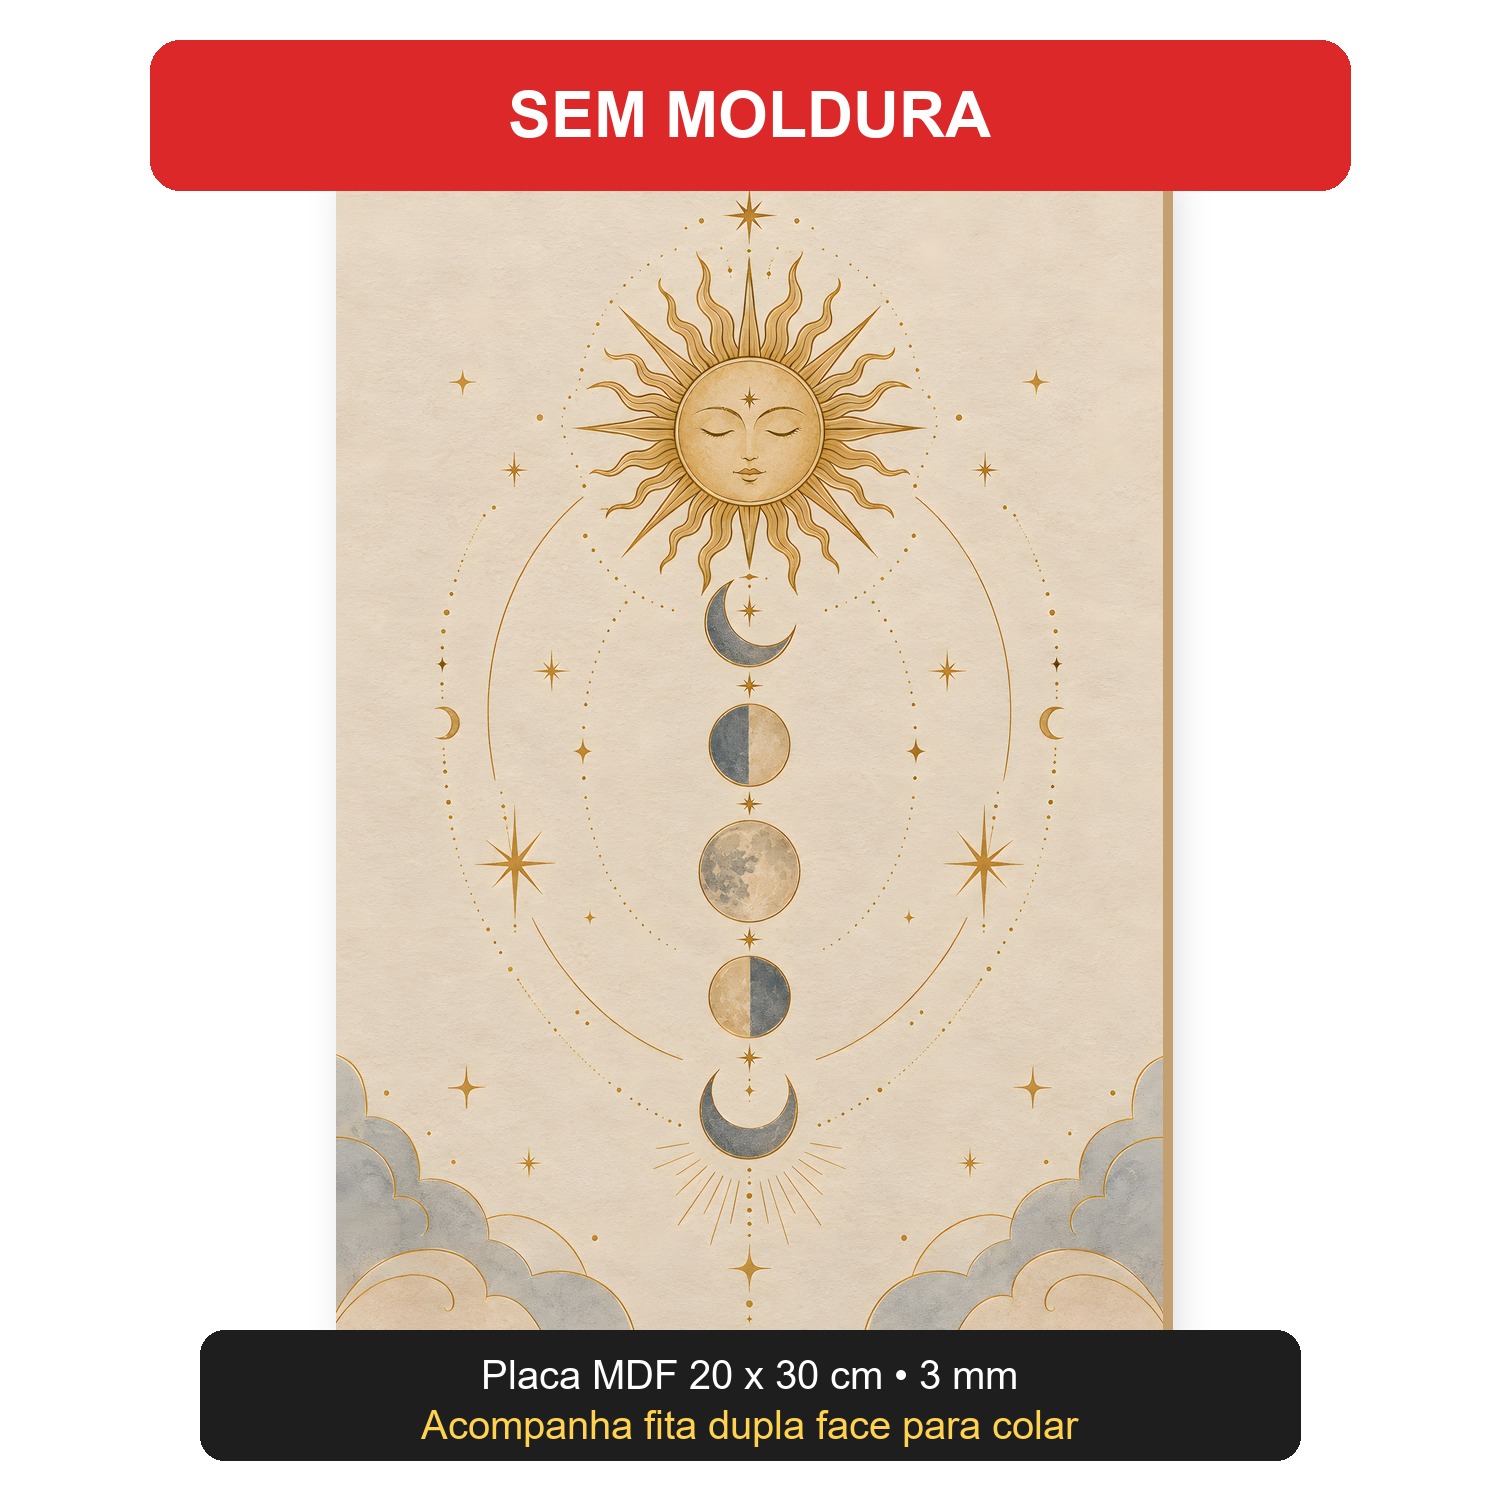 SEM MOLDURA
Placa MDF 20 x 30 cm • 3 mm
Acompanha fita dupla face para colar